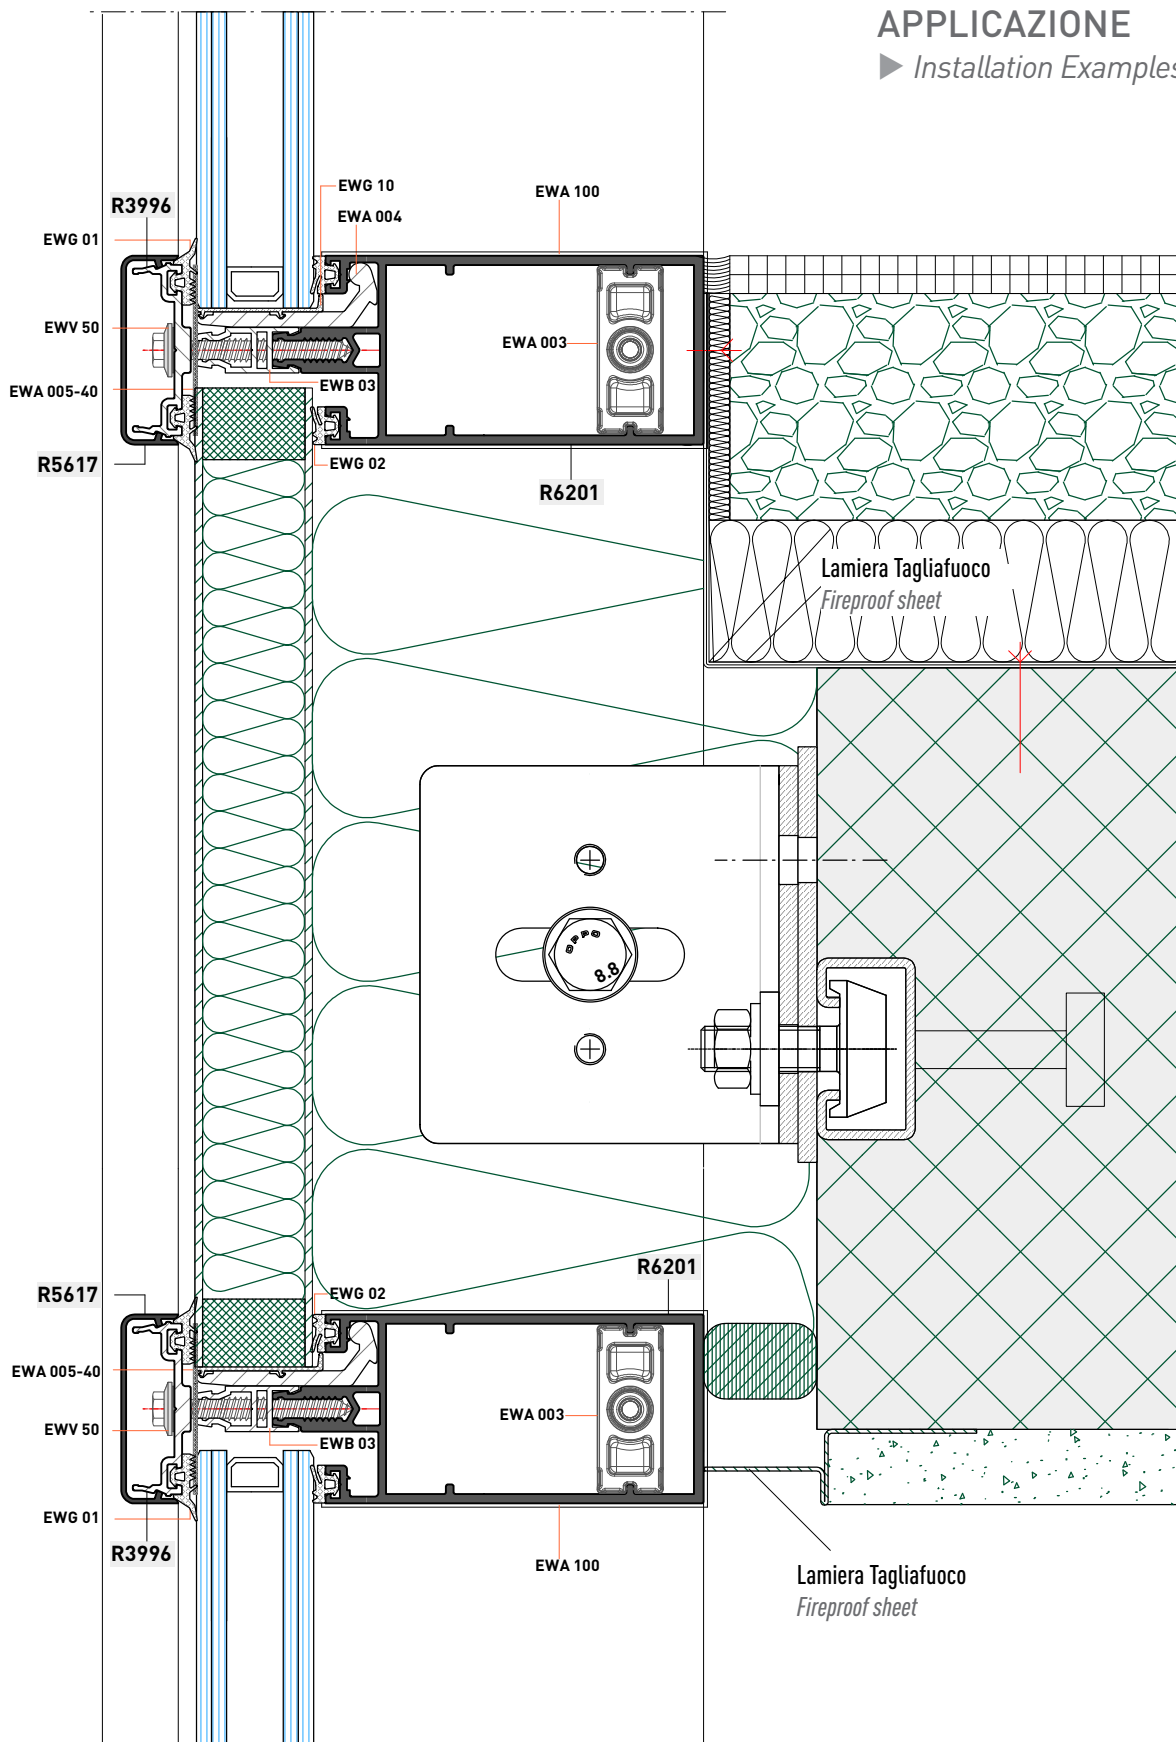 APPLICAZIONE
Installation Examples
EWG 10
EWA 100
R3996
EWA 004
EWG 01
EWV 50
EWA 003
EWB 03
EWA 005-40
R5617
EWG 02
R6201
Lamiera Tagliafuoco
Fireproof sheet
OPPO
8.8
R6201
R5617
EWG 02
EWA 005-40
EWA 003
EWV 50
EWB 03
EWG 01
R3996
EWA 100
Lamiera Tagliafuoco
Fireproof sheet